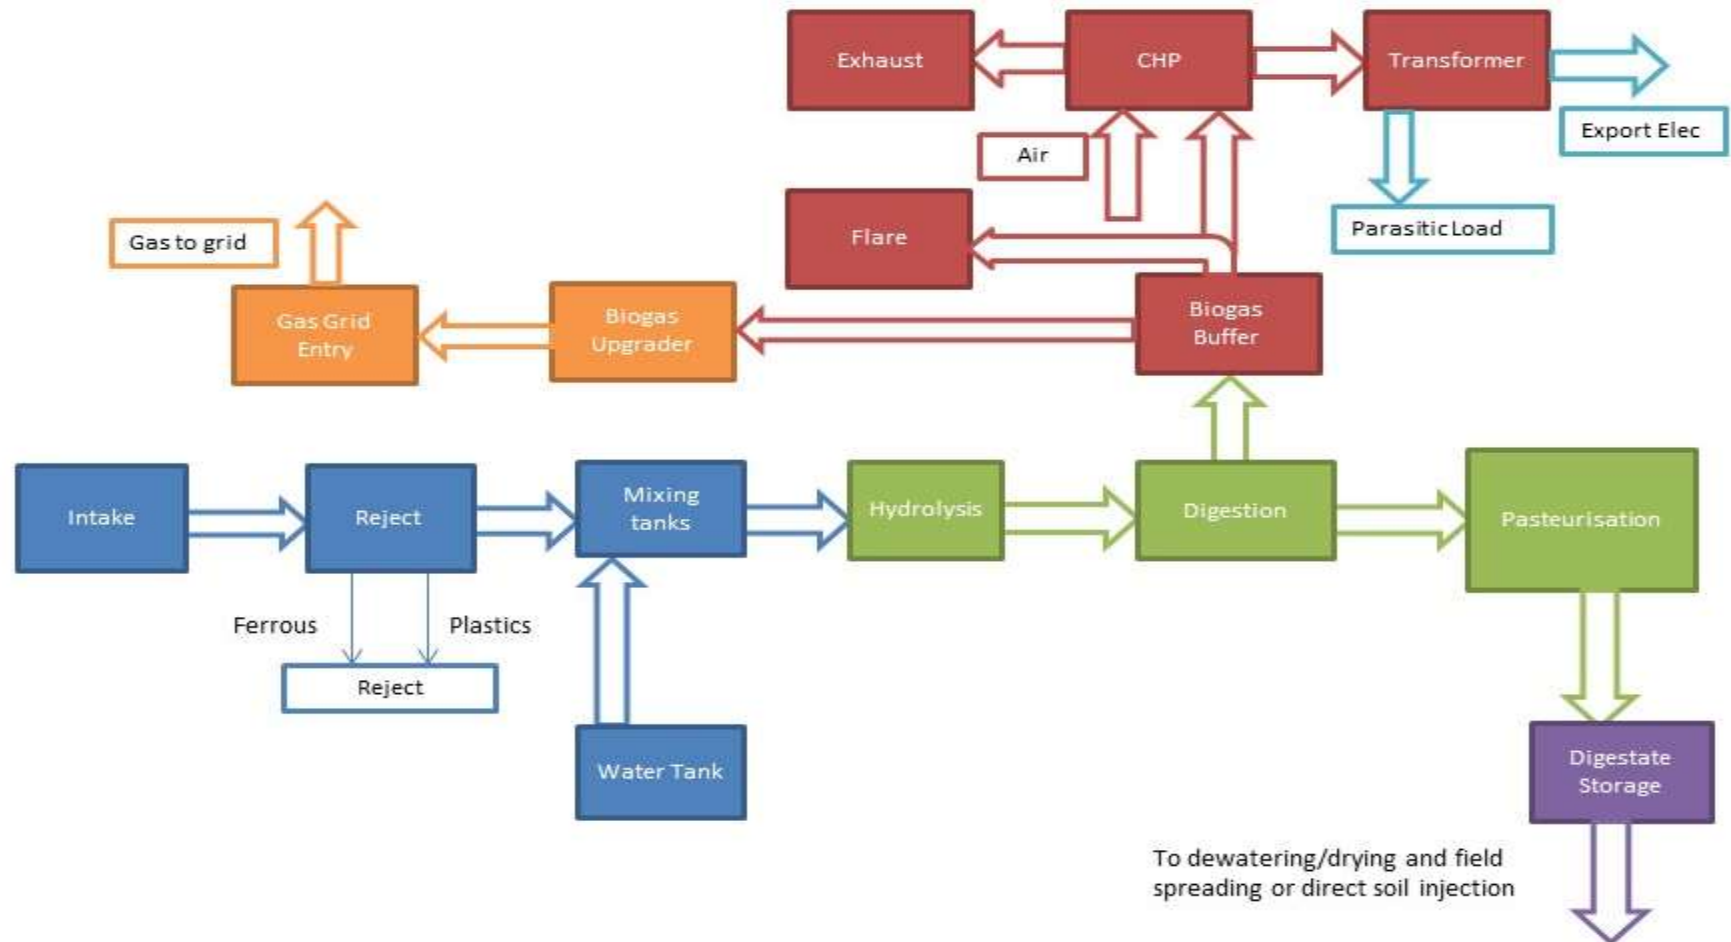 Exhaust
CHP
Transformer
Export Elec
Air
Flare
Parasitic Load
Gas to grid
Gas Grid
Entry
Biogas
Upgrader
Biogas
Buffer
Intake
Reject
Mixing
tanks
Hydrolysis
Digestion
Pasteurisation
Ferrous
Plastics
Reject
Water Tank
Digestate
Storage
To dewatering/drying and field
spreading or direct soil injection